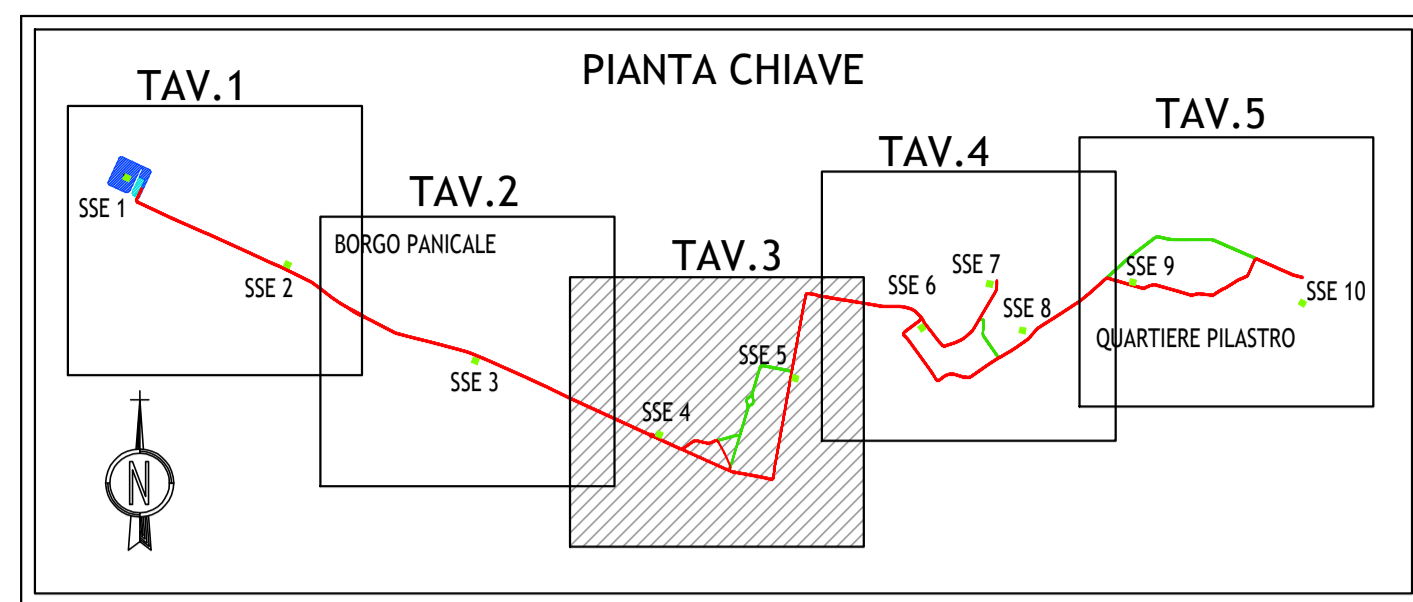 PIANTA CHIAVE
TAV.1
TAV.2
TAV.3
TAV.4
TAV.5
SSE 1
SSE 2
BORGO PANICALE
SSE 3
SSE 4
SSE 5
SSE 6
SSE 7
SSE 8
SSE 9
SSE 10
QUARTIERE PILASTRO
N